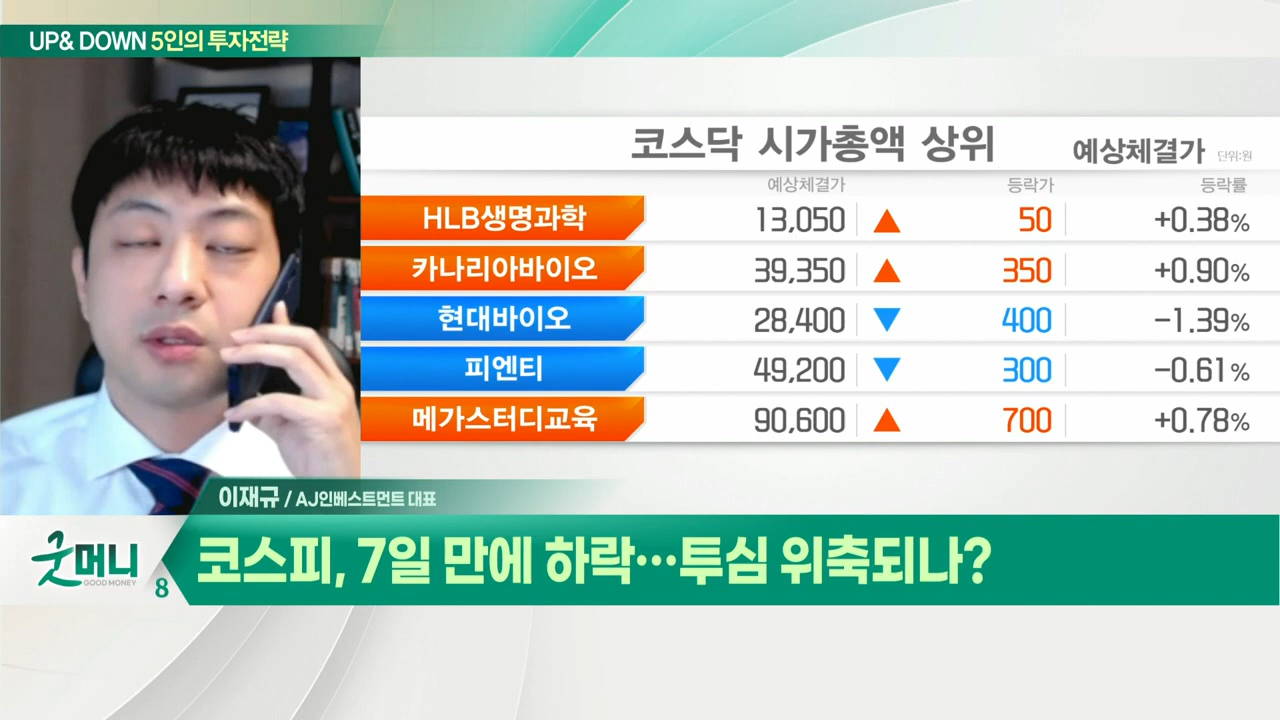 UP& DOWN 5인의 투자전략
코스닥 시가총액 상위 예상체결가 단위:원
예상체결가 등락가 등락률
HLB생명과학 13,050 ▲ 50 +0.38%
카나리아바이오 39,350 ▲ 350 +0.90%
현대바이오 28,400 ▼ 400 -1.39%
피엔티 49,200 ▼ 300 -0.61%
메가스터디교육 90,600 ▲ 700 +0.78%
이재규 / AJ인베스트먼트 대표
굿머니
GOOD MONEY
8
코스피, 7일 만에 하락…투심 위축되나?